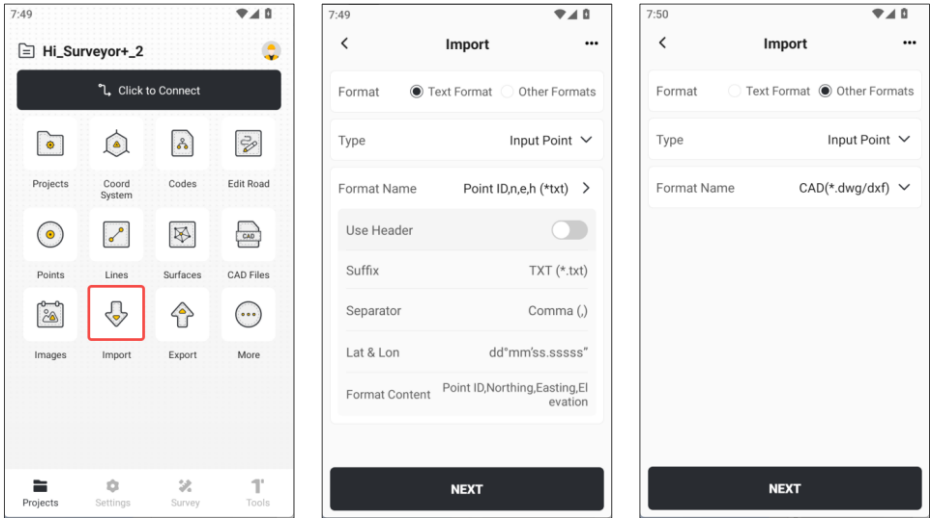 7:49
Hi_Surveyor+_2
Click to Connect
Projects
Coord
System
Codes
Edit Road
Points
Lines
Surfaces
CAD
CAD Files
Images
Import
Export
More
Projects
Settings
Survey
Tools
7:49
Import
Format
Text Format
Other Formats
Type
Input Point
Format Name
Point ID,n,e,h (*txt)
Use Header
Suffix
TXT (*.txt)
Separator
Comma (,)
Lat & Lon
dd°mm'ss.sssss"
Format Content
Point ID,Northing,Easting,El
evation
NEXT
7:50
Import
Format
Text Format
Other Formats
Type
Input Point
Format Name
CAD(*.dwg/dxf)
NEXT